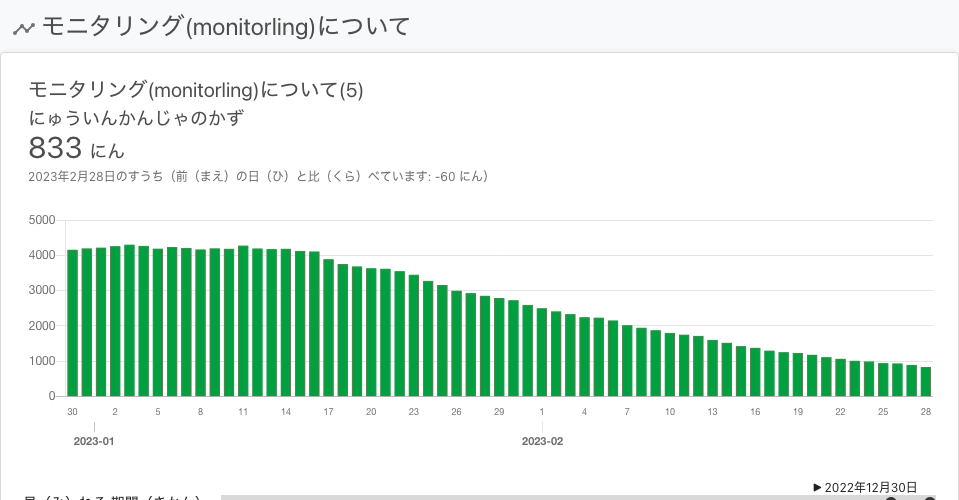 モニタリング(monitorling)について
モニタリング(monitorling)について(5)
にゅういんかんじゃのかず
833 にん
2023年2月28日のすうち（前（まえ）の日（ひ）と比（くら）べています: -60 にん）
5000
4000
3000
2000
1000
0
30 2 5 8 11 14 17 20 23 26 29 1 4 7 10 13 16 19 22 25 28
2023-01 2023-02
▶ 2022年12月30日